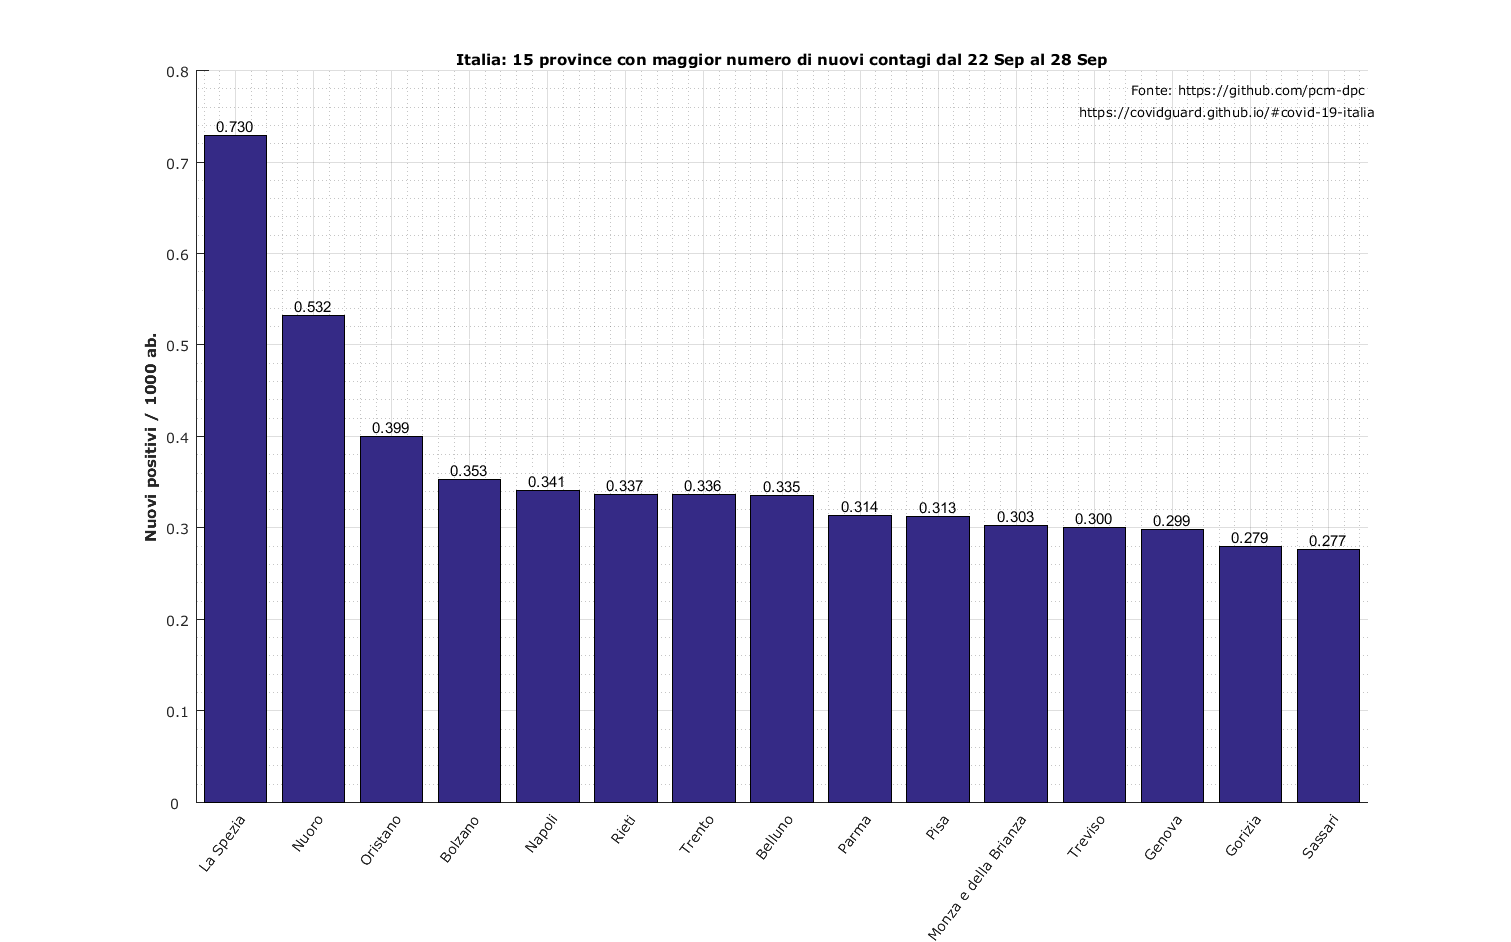 Italia: 15 province con maggior numero di nuovi contagi dal 22 Sep al 28 Sep
Fonte: https://github.com/pcm-dpc
https://covidguard.github.io/#covid-19-italia
Nuovi positivi / 1000 ab.
0.8
0.7
0.6
0.5
0.4
0.3
0.2
0.1
0
0.730
0.532
0.399
0.353
0.341
0.337
0.336
0.335
0.314
0.313
0.303
0.300
0.299
0.279
0.277
La Spezia
Nuoro
Oristano
Bolzano
Napoli
Rieti
Trento
Belluno
Parma
Pisa
Monza e della Brianza
Treviso
Genova
Gorizia
Sassari